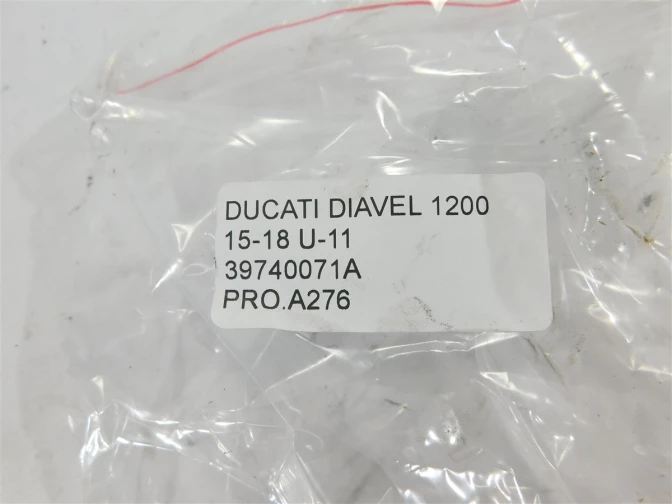 DUCATI DIAVEL 1200
15-18 U-11
39740071A
PRO.A276